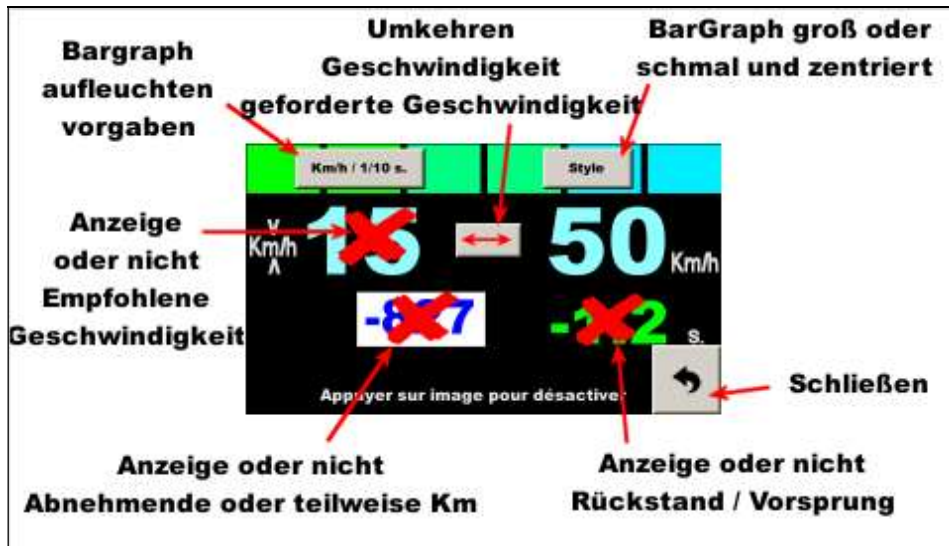 Bargraph
aufleuchten
vorgaben
Umkehren
Geschwindigkeit
geforderte Geschwindigkeit
BarGraph groß oder
schmal und zentriert
Km/h / 1/10 s.
Style
Anzeige
oder nicht
Empfohlene
Geschwindigkeit
v
Km/h
ʌ
15
50 Km/h
S.
Appuyer sur image pour désactiver
Schließen
Anzeige oder nicht
Abnehmende oder teilweise Km
Anzeige oder nicht
Rückstand / Vorsprung